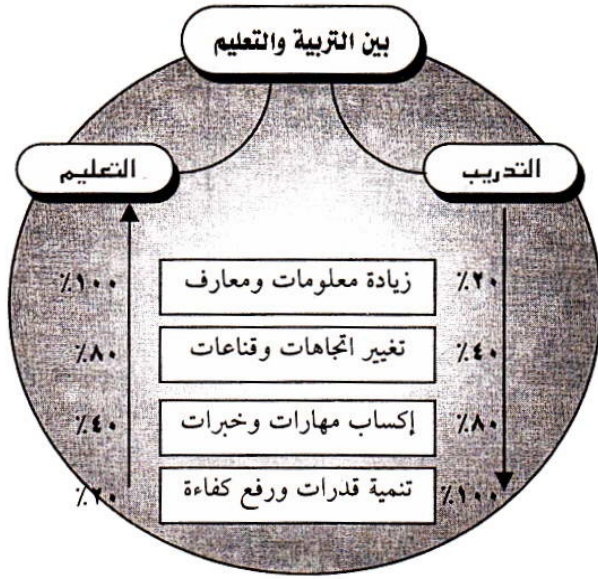 بين التربية والتعليم
التدريب
التعليم
٪٢٠ زيادة معلومات ومعارف ٪١٠٠
٪٤٠ تغيير اتجاهات وقناعات ٪٨٠
٪٨٠ إكساب مهارات وخبرات ٪٤٠
٪١٠٠ تنمية قدرات ورفع كفاءة ٪٢٠